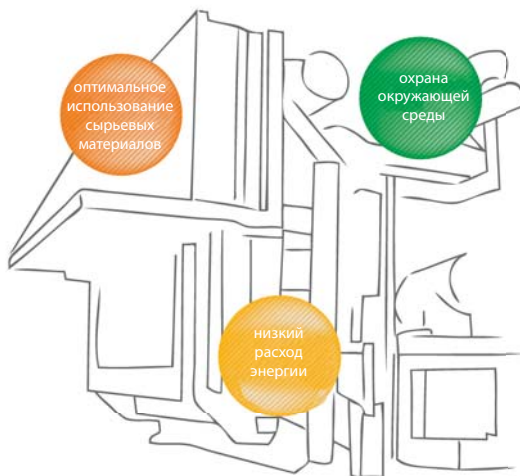 оптимальное
использование
сырьевых
материалов
охрана
окружающей
среды
низкий
расход
энергии